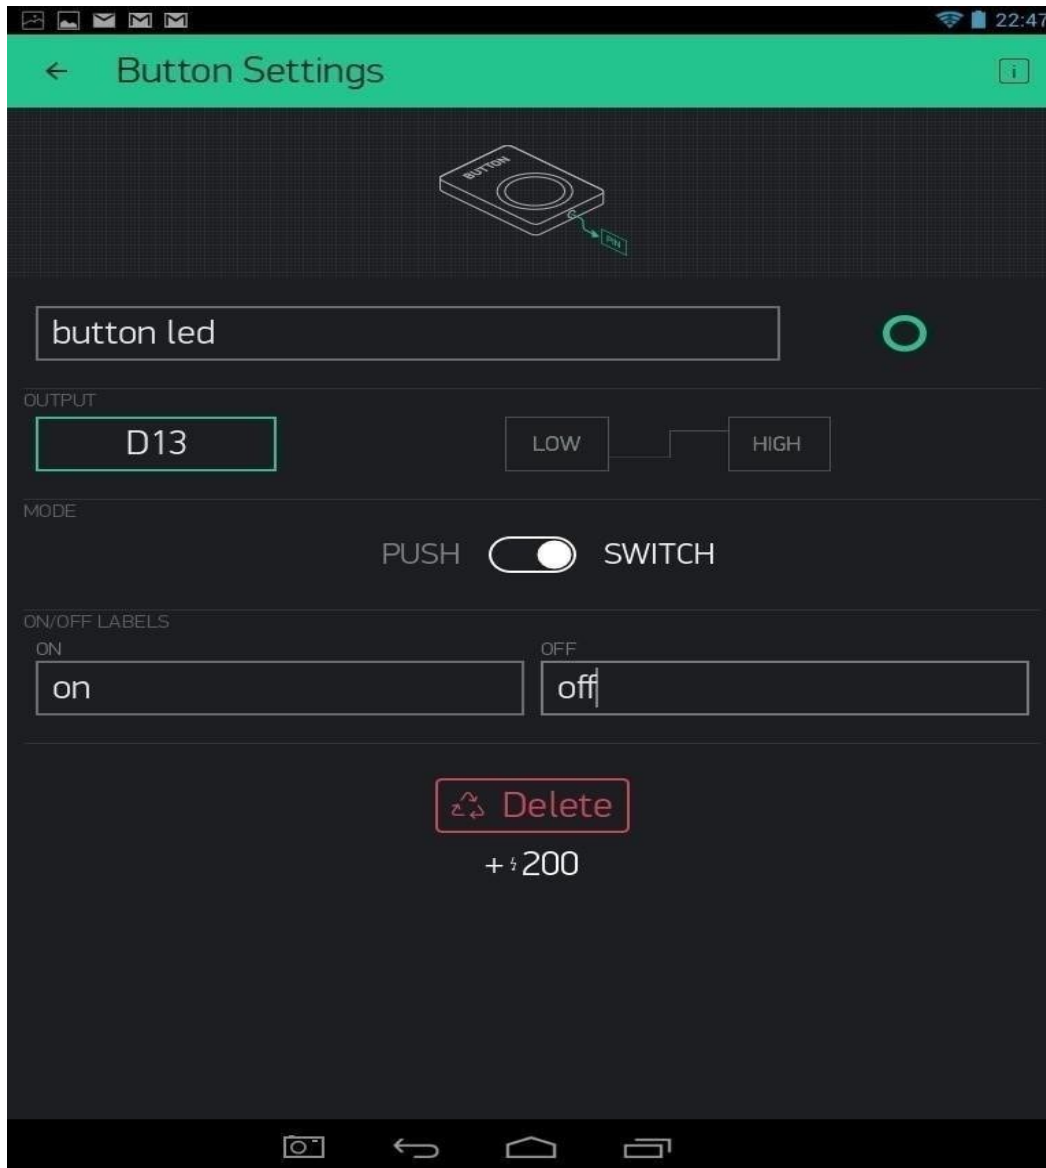 22:47
Button Settings
i
BUTTON
PIN
button led
OUTPUT
D13
LOW
HIGH
MODE
PUSH
SWITCH
ON/OFF LABELS
ON
OFF
on
off
Delete
+200